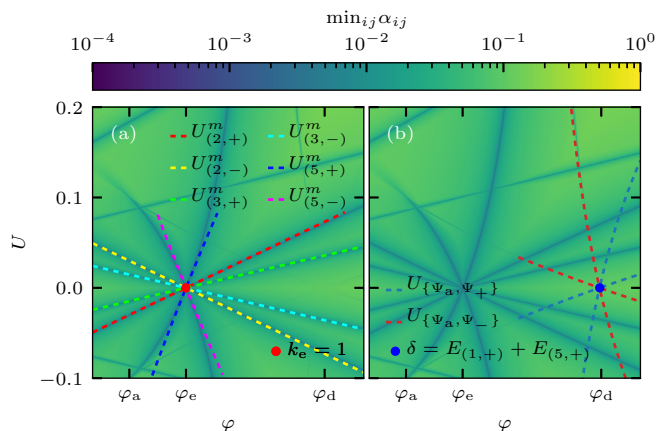 min_{ij} α_{ij}
10^{−4} 10^{−3} 10^{−2} 10^{−1} 10^{0}
U
0.2
0.1
0.0
−0.1
(a)
U^m_{(2,+)} U^m_{(3,−)}
U^m_{(2,−)} U^m_{(5,+)}
U^m_{(3,+)} U^m_{(5,−)}
k_e = 1
(b)
U_{{Ψ_a,Ψ_+}}
U_{{Ψ_a,Ψ_−}}
δ = E_{(1,+)} + E_{(5,+)}
φ_a φ_e φ_d φ_a φ_e φ_d
φ φ